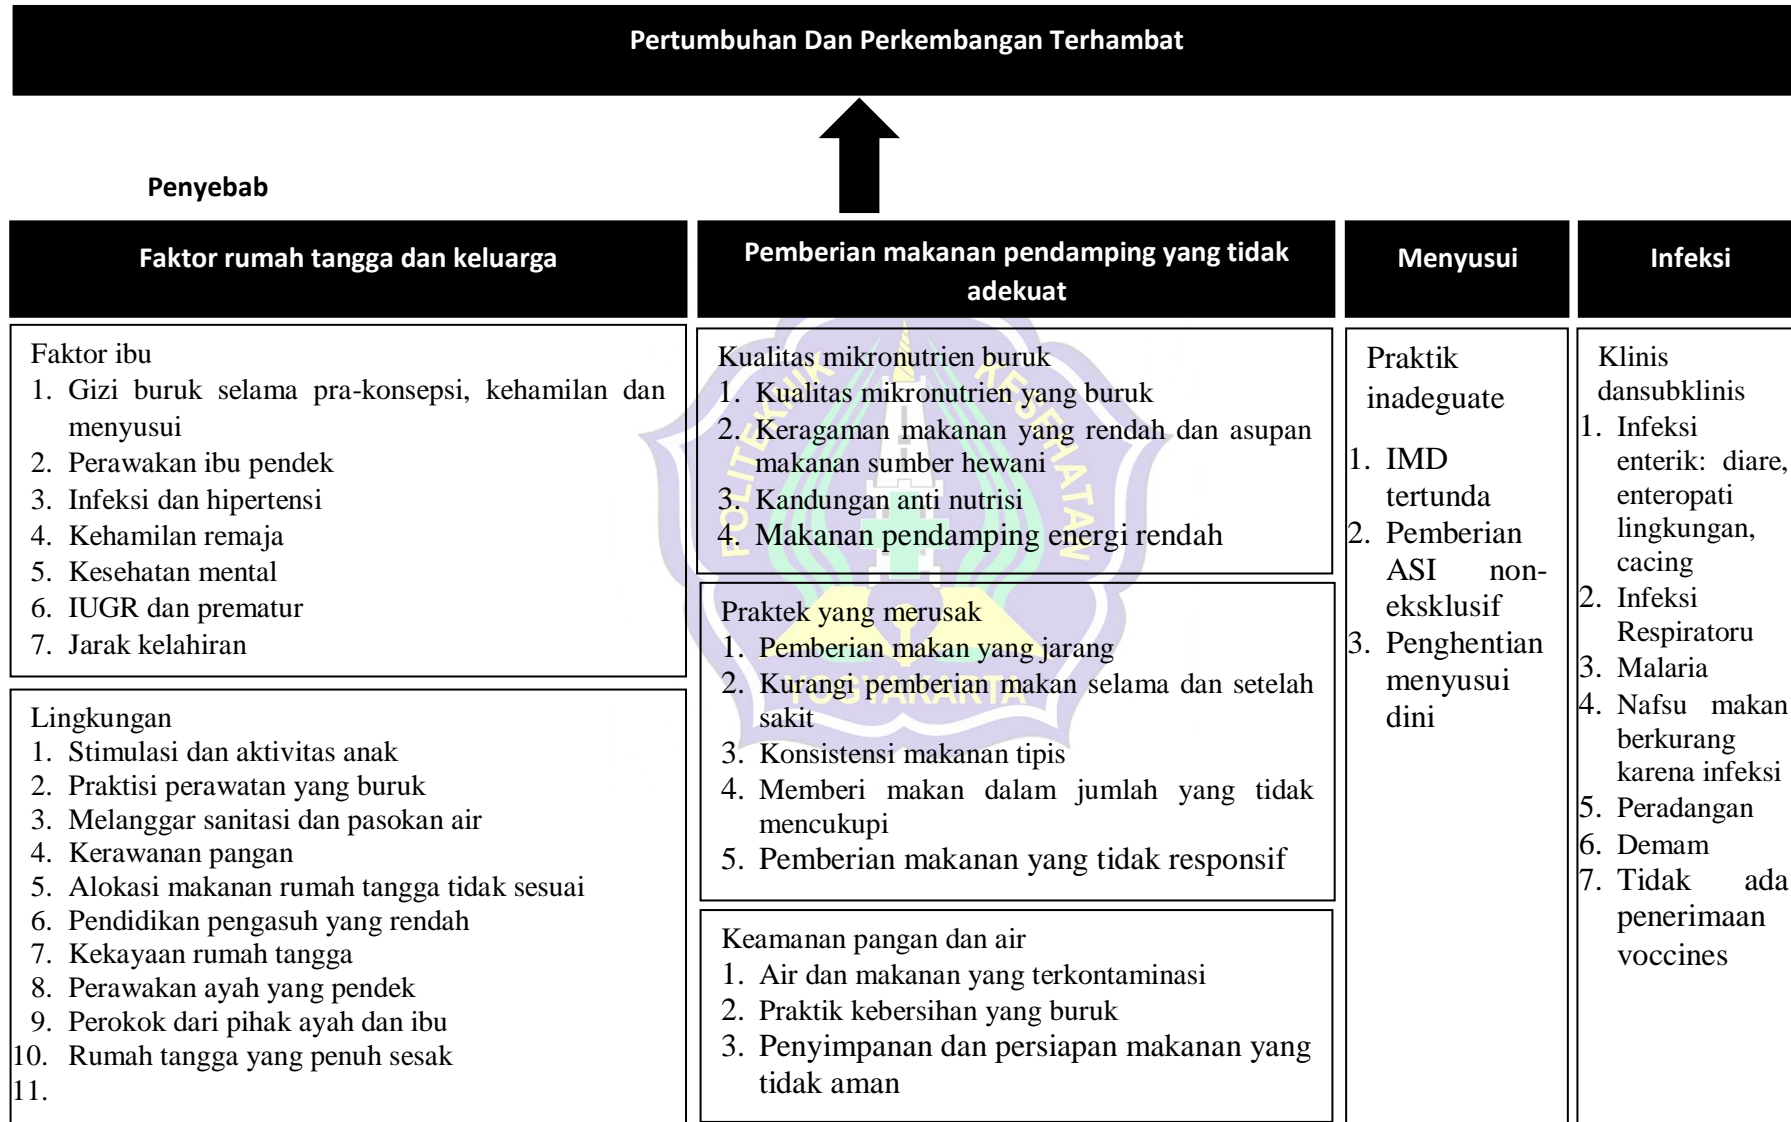 Pertumbuhan Dan Perkembangan Terhambat
Penyebab
Faktor rumah tangga dan keluarga
Faktor ibu
1. Gizi buruk selama pra-konsepsi, kehamilan dan
menyusui
2. Perawakan ibu pendek
3. Infeksi dan hipertensi
4. Kehamilan remaja
5. Kesehatan mental
6. IUGR dan prematur
7. Jarak kelahiran
Lingkungan
1. Stimulasi dan aktivitas anak
2. Praktisi perawatan yang buruk
3. Melanggar sanitasi dan pasokan air
4. Kerawanan pangan
5. Alokasi makanan rumah tangga tidak sesuai
6. Pendidikan pengasuh yang rendah
7. Kekayaan rumah tangga
8. Perawakan ayah yang pendek
9. Perokok dari pihak ayah dan ibu
10. Rumah tangga yang penuh sesak
11.
Pemberian makanan pendamping yang tidak
adekuat
Kualitas mikronutrien buruk
1. Kualitas mikronutrien yang buruk
2. Keragaman makanan yang rendah dan asupan
makanan sumber hewani
3. Kandungan anti nutrisi
4. Makanan pendamping energi rendah
Praktek yang merusak
1. Pemberian makan yang jarang
2. Kurangi pemberian makan selama dan setelah
sakit
3. Konsistensi makanan tipis
4. Memberi makan dalam jumlah yang tidak
mencukupi
5. Pemberian makanan yang tidak responsif
Keamanan pangan dan air
1. Air dan makanan yang terkontaminasi
2. Praktik kebersihan yang buruk
3. Penyimpanan dan persiapan makanan yang
tidak aman
Menyusui
Praktik
inadeguate
1. IMD
tertunda
2. Pemberian
ASI non-
eksklusif
3. Penghentian
menyusui
dini
Infeksi
Klinis
dansubklinis
1. Infeksi
enterik: diare,
enteropati
lingkungan,
cacing
2. Infeksi
Respiratoru
3. Malaria
4. Nafsu makan
berkurang
karena infeksi
5. Peradangan
6. Demam
7. Tidak ada
penerimaan
voccines
POLITEKNIK KESEHATAN
YOGYAKARTA